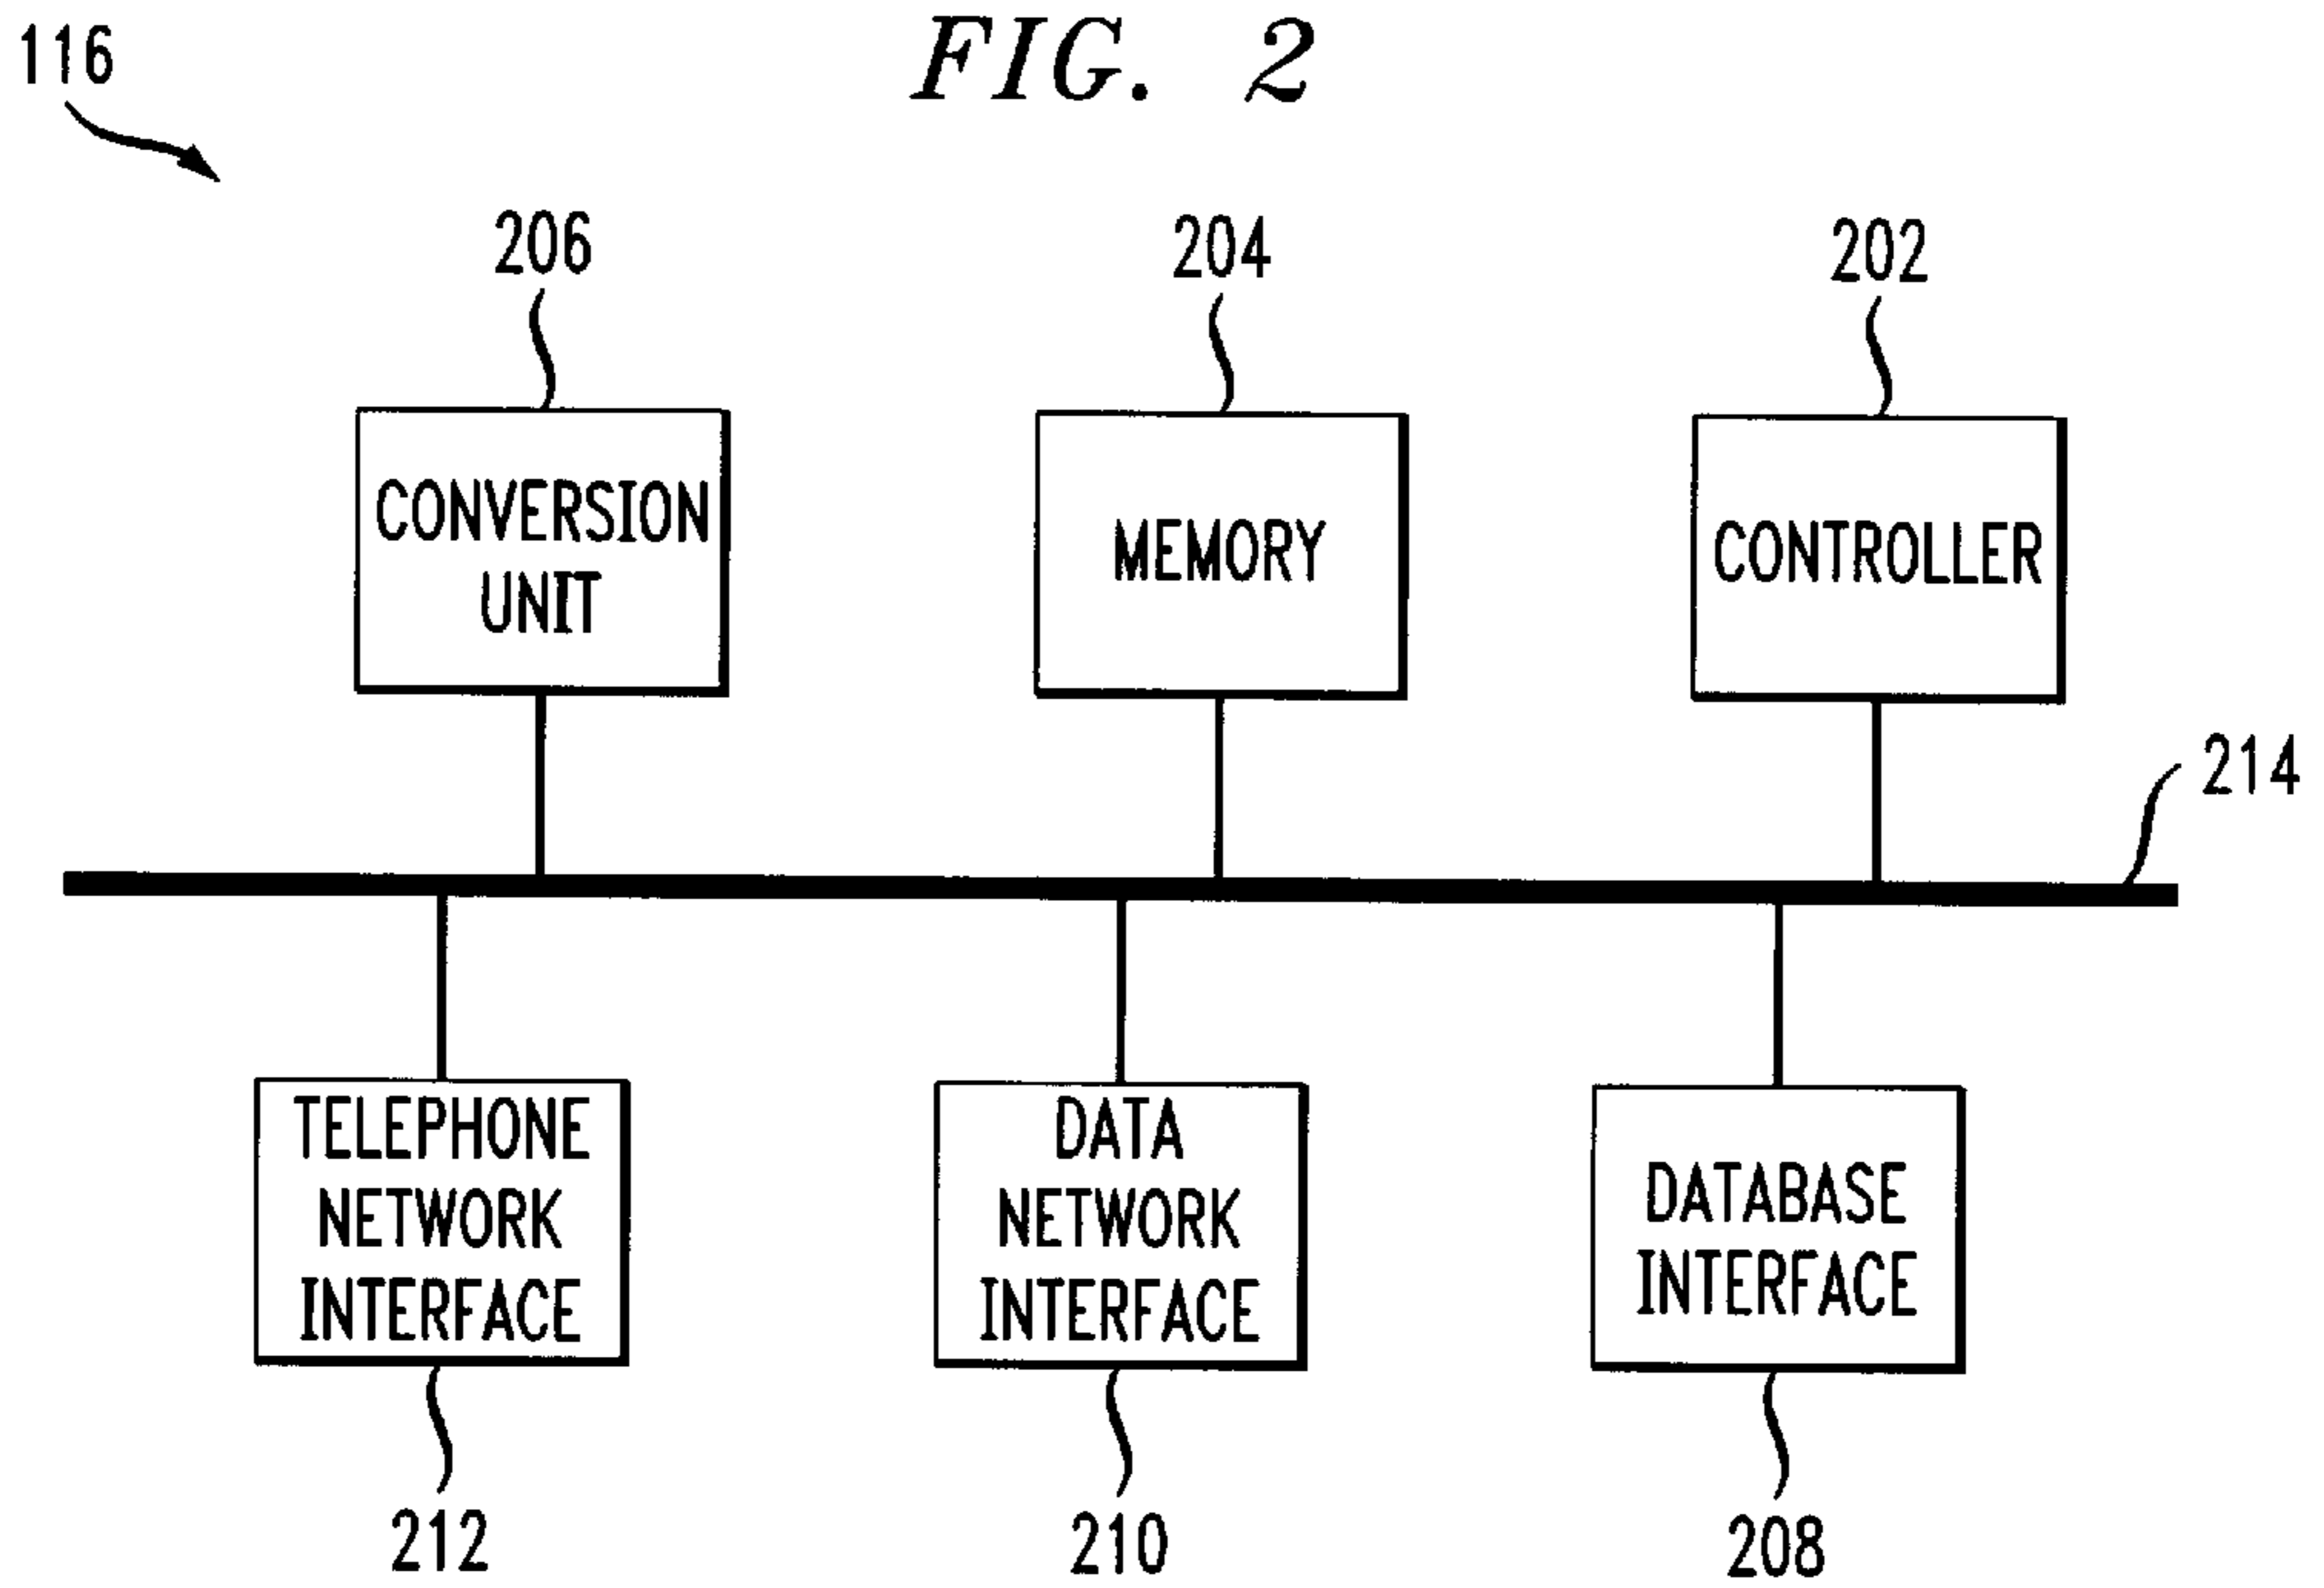 116
FIG. 2
206
204
202
CONVERSION
UNIT
MEMORY
CONTROLLER
214
TELEPHONE
NETWORK
INTERFACE
DATA
NETWORK
INTERFACE
DATABASE
INTERFACE
212
210
208